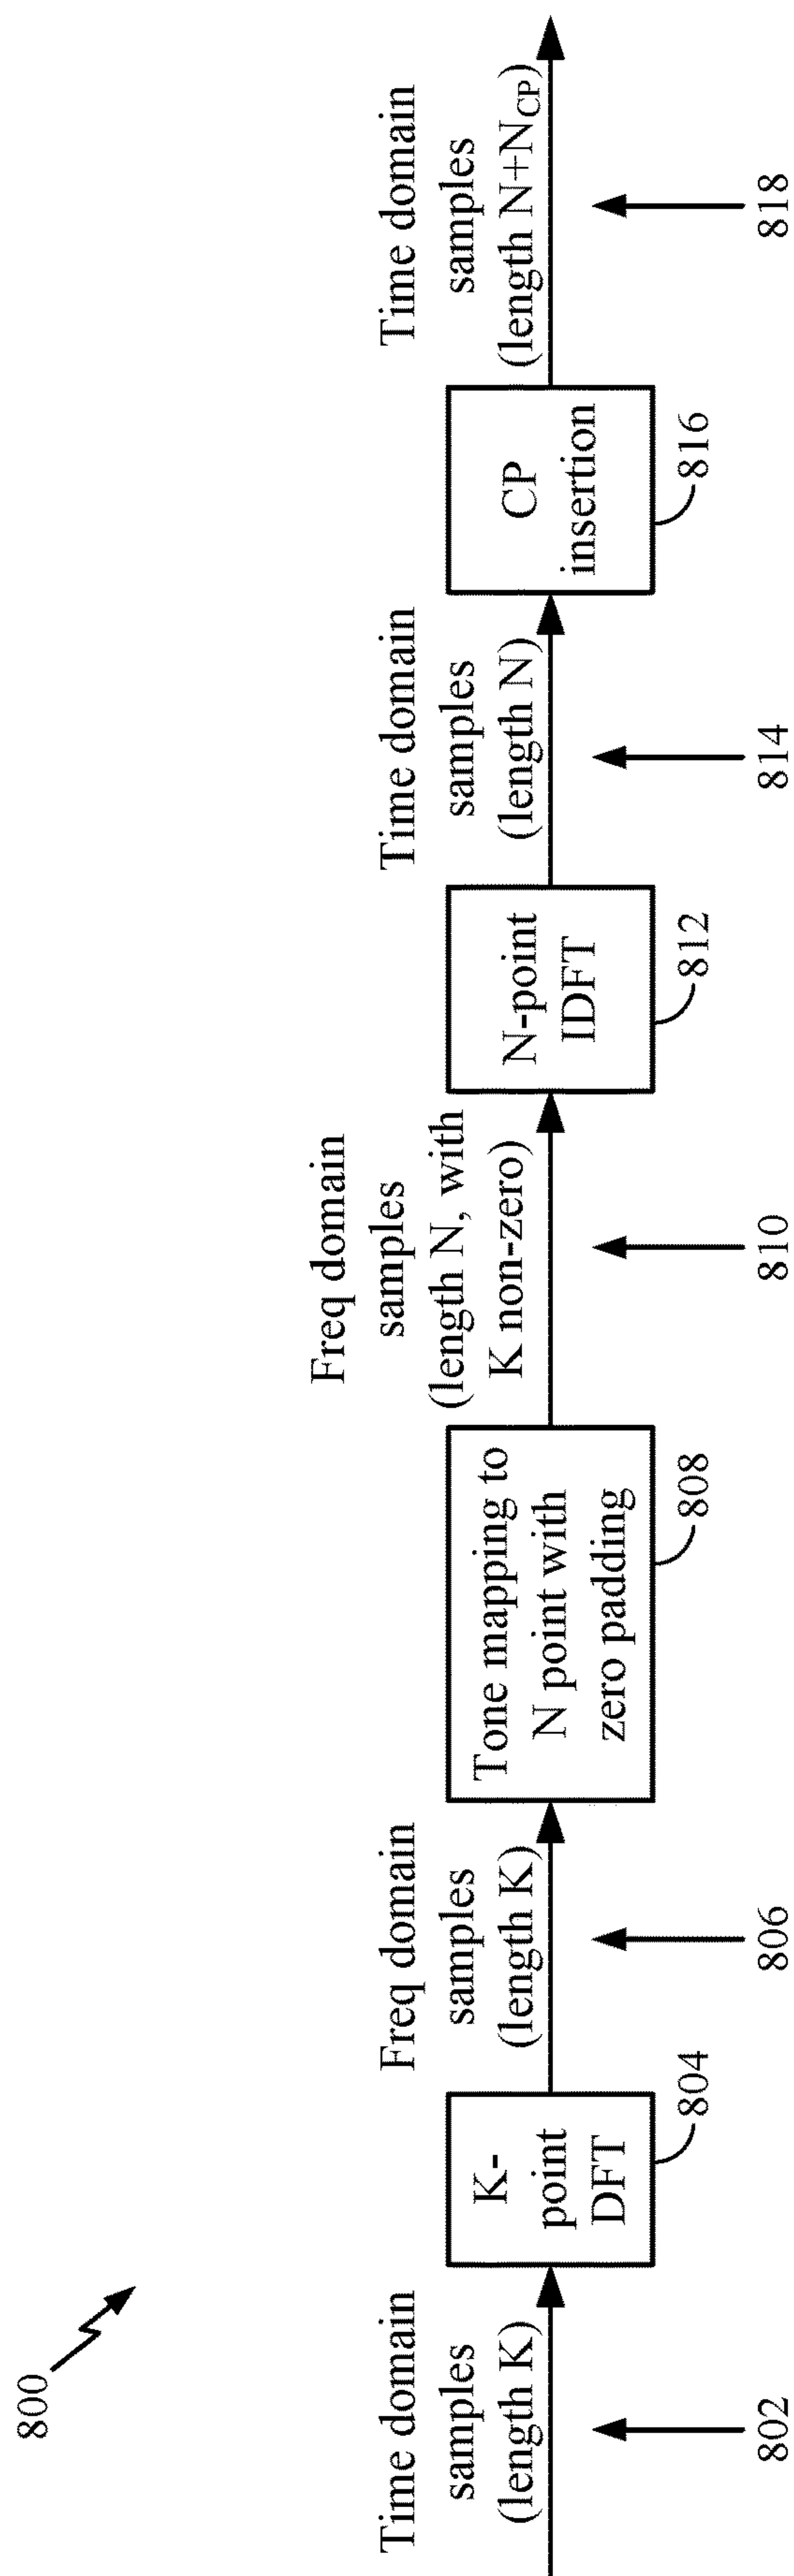 800
Time domain
samples
(length K)
802
K-
point
DFT
804
Freq domain
samples
(length K)
806
Tone mapping to
N point with
zero padding
808
Freq domain
samples
(length N, with
K non-zero)
810
N-point
IDFT
812
Time domain
samples
(length N)
814
CP
insertion
816
Time domain
samples
(length N+N_CP)
818